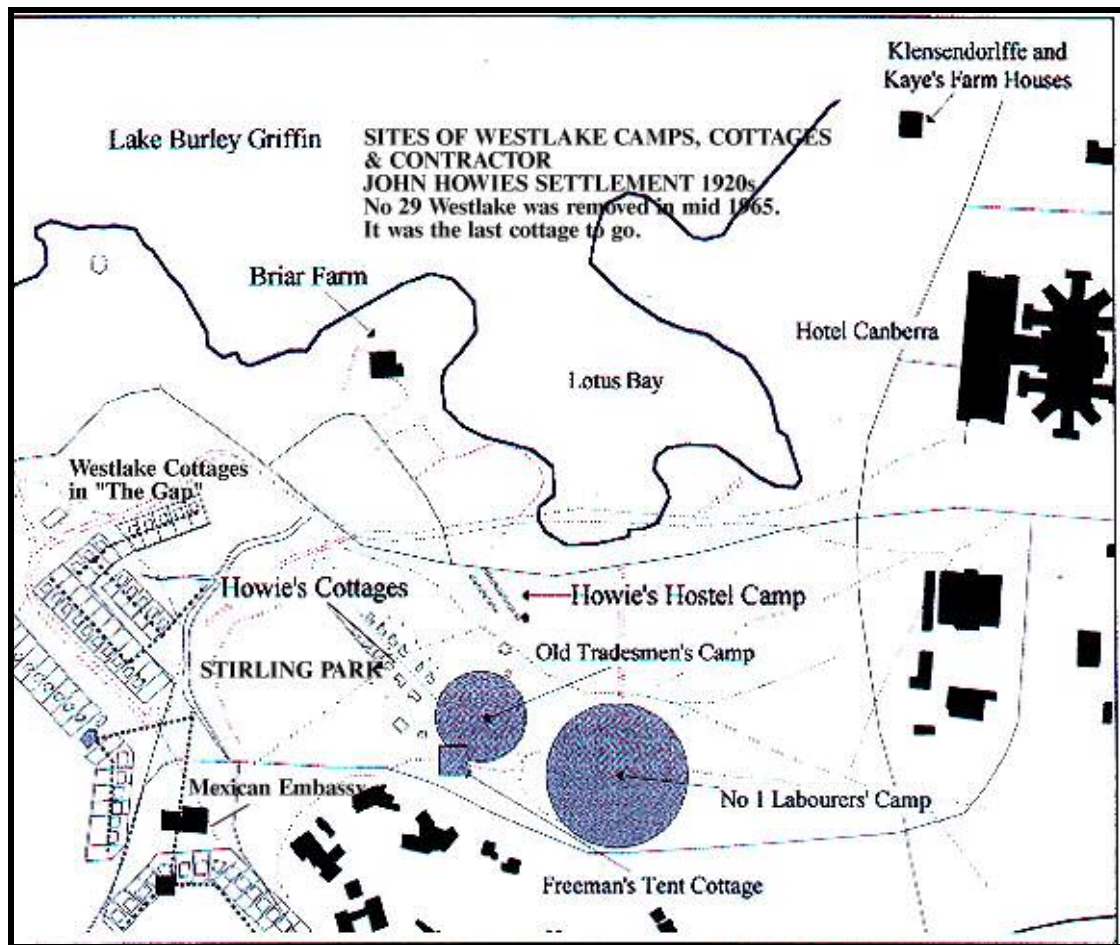 Klensendorlffe and
Kaye's Farm Houses
Lake Burley Griffin
SITES OF WESTLAKE CAMPS, COTTAGES
& CONTRACTOR
JOHN HOWIES SETTLEMENT 1920s
No 29 Westlake was removed in mid 1965.
It was the last cottage to go.
Briar Farm
Hotel Canberra
Lotus Bay
Westlake Cottages
in "The Gap"
Howie's Cottages
Howie's Hostel Camp
Old Tradesmen's Camp
STIRLING PARK
Mexican Embassy
No 1 Labourers' Camp
Freeman's Tent Cottage